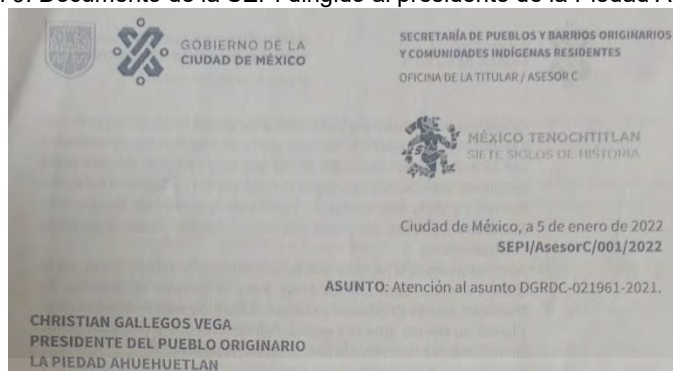 GOBIERNO DE LA
CIUDAD DE MÉXICO
SECRETARÍA DE PUEBLOS Y BARRIOS ORIGINARIOS
Y COMUNIDADES INDÍGENAS RESIDENTES
OFICINA DE LA TITULAR / ASESOR C
MÉXICO TENOCHTITLAN
SIETE SIGLOS DE HISTORIA
Ciudad de México, a 5 de enero de 2022
SEPI/AsesorC/001/2022
ASUNTO: Atención al asunto DGRDC-021961-2021.
CHRISTIAN GALLEGOS VEGA
PRESIDENTE DEL PUEBLO ORIGINARIO
LA PIEDAD AHUEHUETLAN